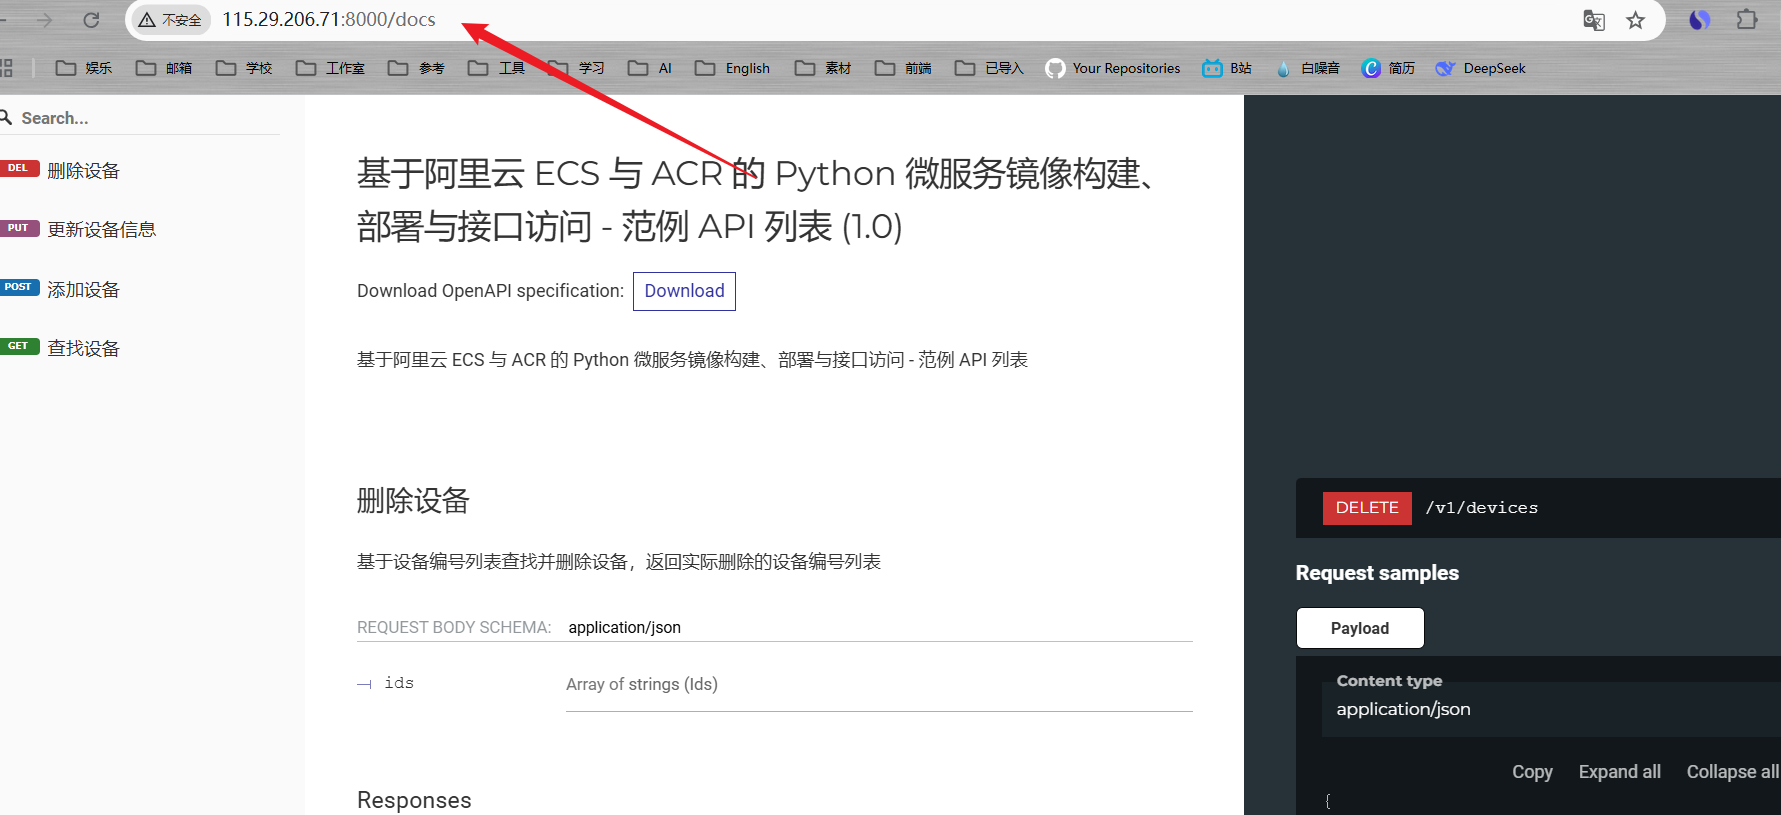 不安全 115.29.206.71:8000/docs
娱乐 邮箱 学校 工作室 参考 工具 学习 AI English 素材 前端 已导入 Your Repositories B站 白噪音 简历 DeepSeek
Search...
DEL 删除设备
PUT 更新设备信息
POST 添加设备
GET 查找设备
基于阿里云 ECS 与 ACR 的 Python 微服务镜像构建、
部署与接口访问 - 范例 API 列表 (1.0)
Download OpenAPI specification: Download
基于阿里云 ECS 与 ACR 的 Python 微服务镜像构建、部署与接口访问 - 范例 API 列表
删除设备
基于设备编号列表查找并删除设备，返回实际删除的设备编号列表
REQUEST BODY SCHEMA: application/json
ids Array of strings (Ids)
Responses
DELETE /v1/devices
Request samples
Payload
Content type
application/json
Copy Expand all Collapse all
{